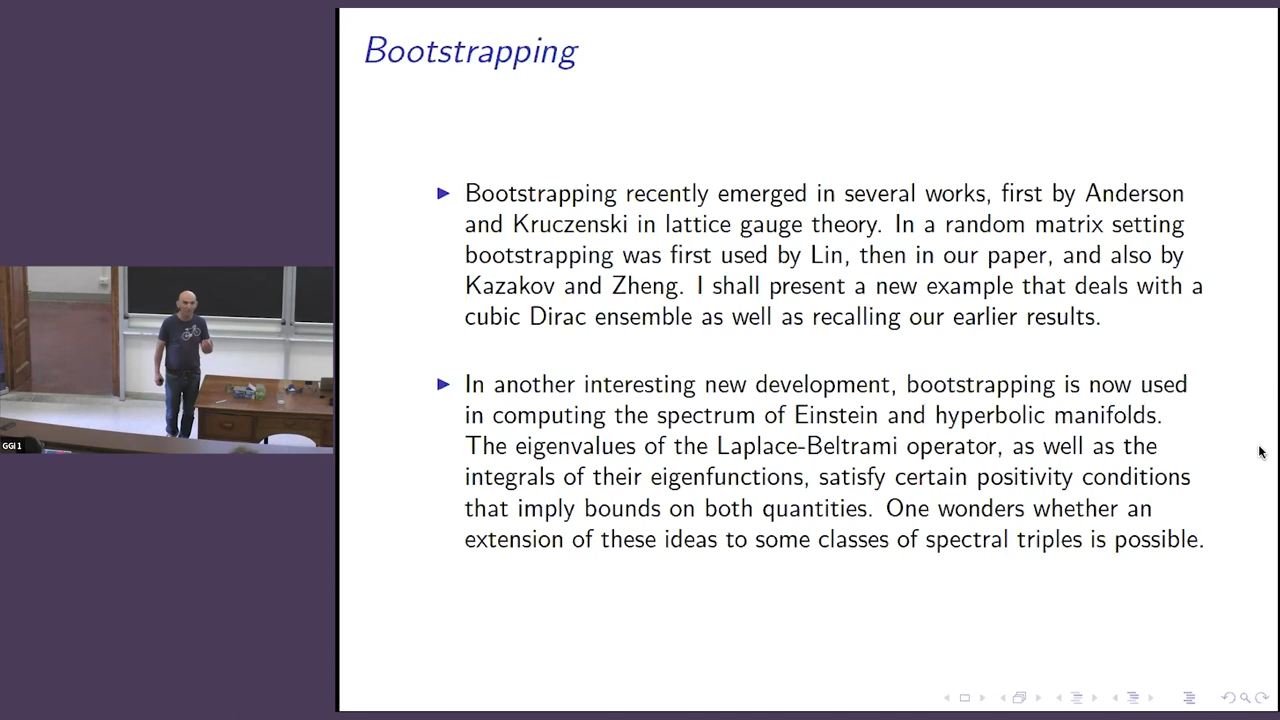 Bootstrapping
▶ Bootstrapping recently emerged in several works, first by Anderson
and Kruczenski in lattice gauge theory. In a random matrix setting
bootstrapping was first used by Lin, then in our paper, and also by
Kazakov and Zheng. I shall present a new example that deals with a
cubic Dirac ensemble as well as recalling our earlier results.
▶ In another interesting new development, bootstrapping is now used
in computing the spectrum of Einstein and hyperbolic manifolds.
The eigenvalues of the Laplace-Beltrami operator, as well as the
integrals of their eigenfunctions, satisfy certain positivity conditions
that imply bounds on both quantities. One wonders whether an
extension of these ideas to some classes of spectral triples is possible.
GGI 1